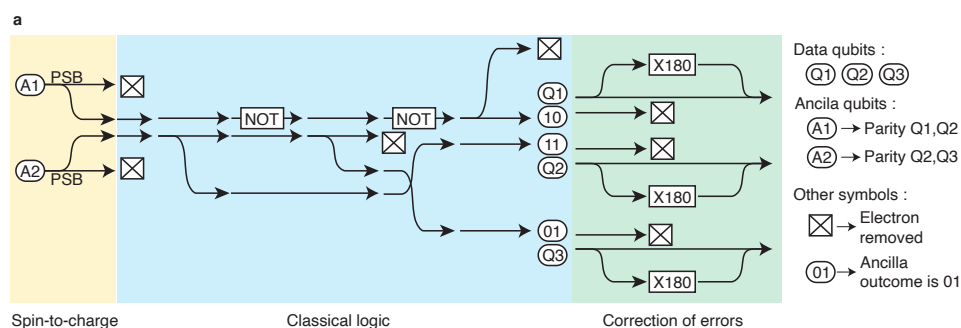 a
A1
PSB
A2
PSB
NOT
NOT
Q1
10
11
Q2
01
Q3
X180
X180
X180
Data qubits :
Q1 Q2 Q3
Ancila qubits :
A1 Parity Q1,Q2
A2 Parity Q2,Q3
Other symbols :
Electron
removed
01 Ancilla
outcome is 01
Spin-to-charge Classical logic Correction of errors